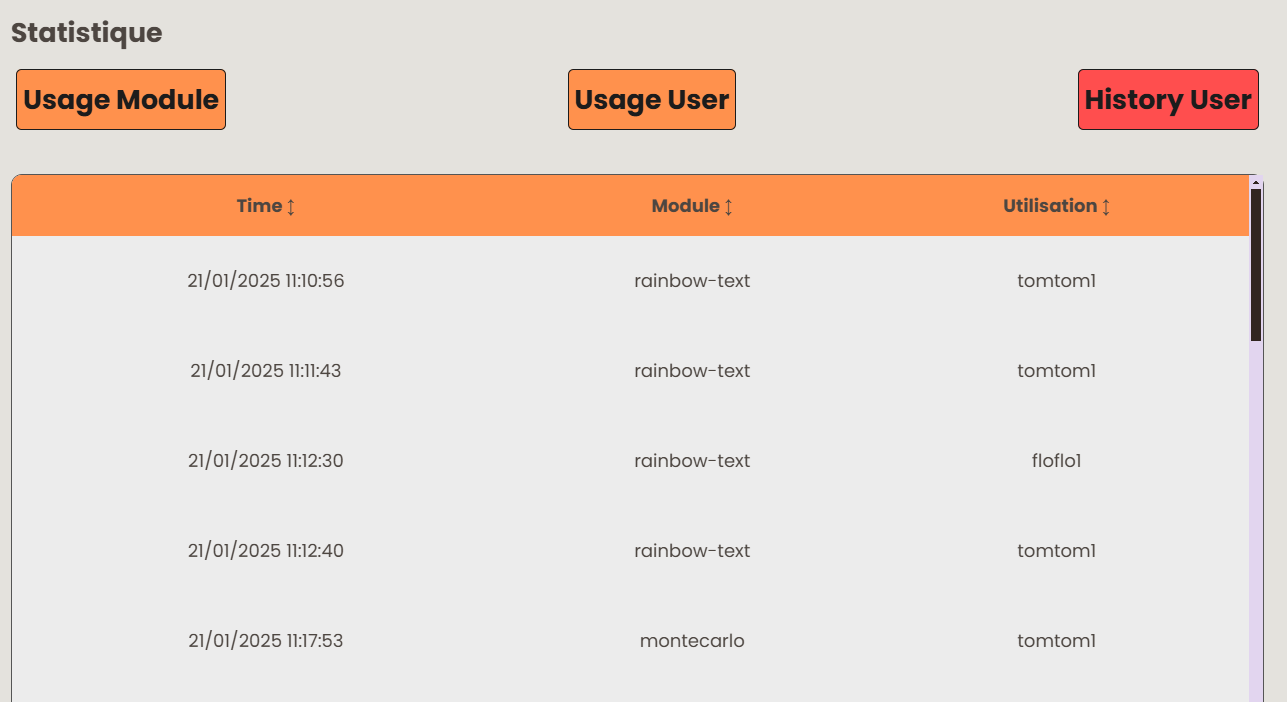 Statistique
Usage Module Usage User History User
Time ↕ Module ↕ Utilisation ↕
21/01/2025 11:10:56 rainbow-text tomtom1
21/01/2025 11:11:43 rainbow-text tomtom1
21/01/2025 11:12:30 rainbow-text floflo1
21/01/2025 11:12:40 rainbow-text tomtom1
21/01/2025 11:17:53 montecarlo tomtom1